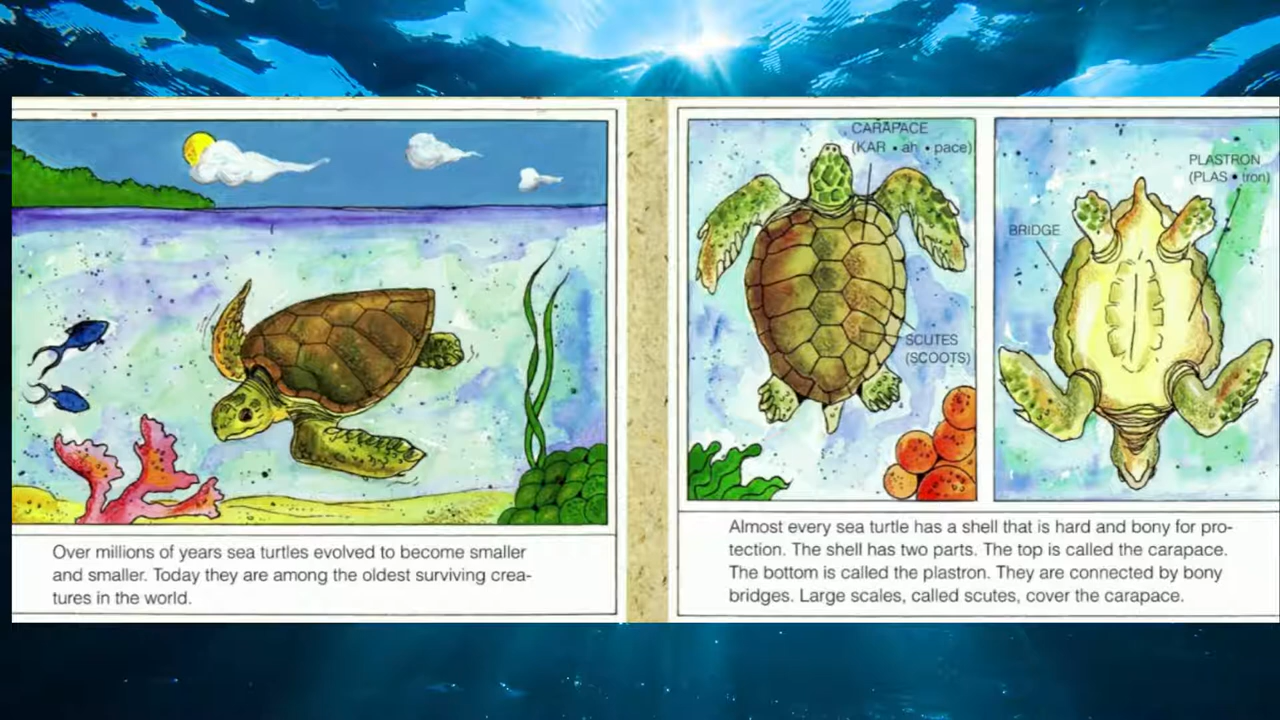 Over millions of years sea turtles evolved to become smaller
and smaller. Today they are among the oldest surviving crea-
tures in the world.
CARAPACE
(KAR • ah • pace)
SCUTES
(SCOOTS)
BRIDGE
PLASTRON
(PLAS • tron)
Almost every sea turtle has a shell that is hard and bony for pro-
tection. The shell has two parts. The top is called the carapace.
The bottom is called the plastron. They are connected by bony
bridges. Large scales, called scutes, cover the carapace.